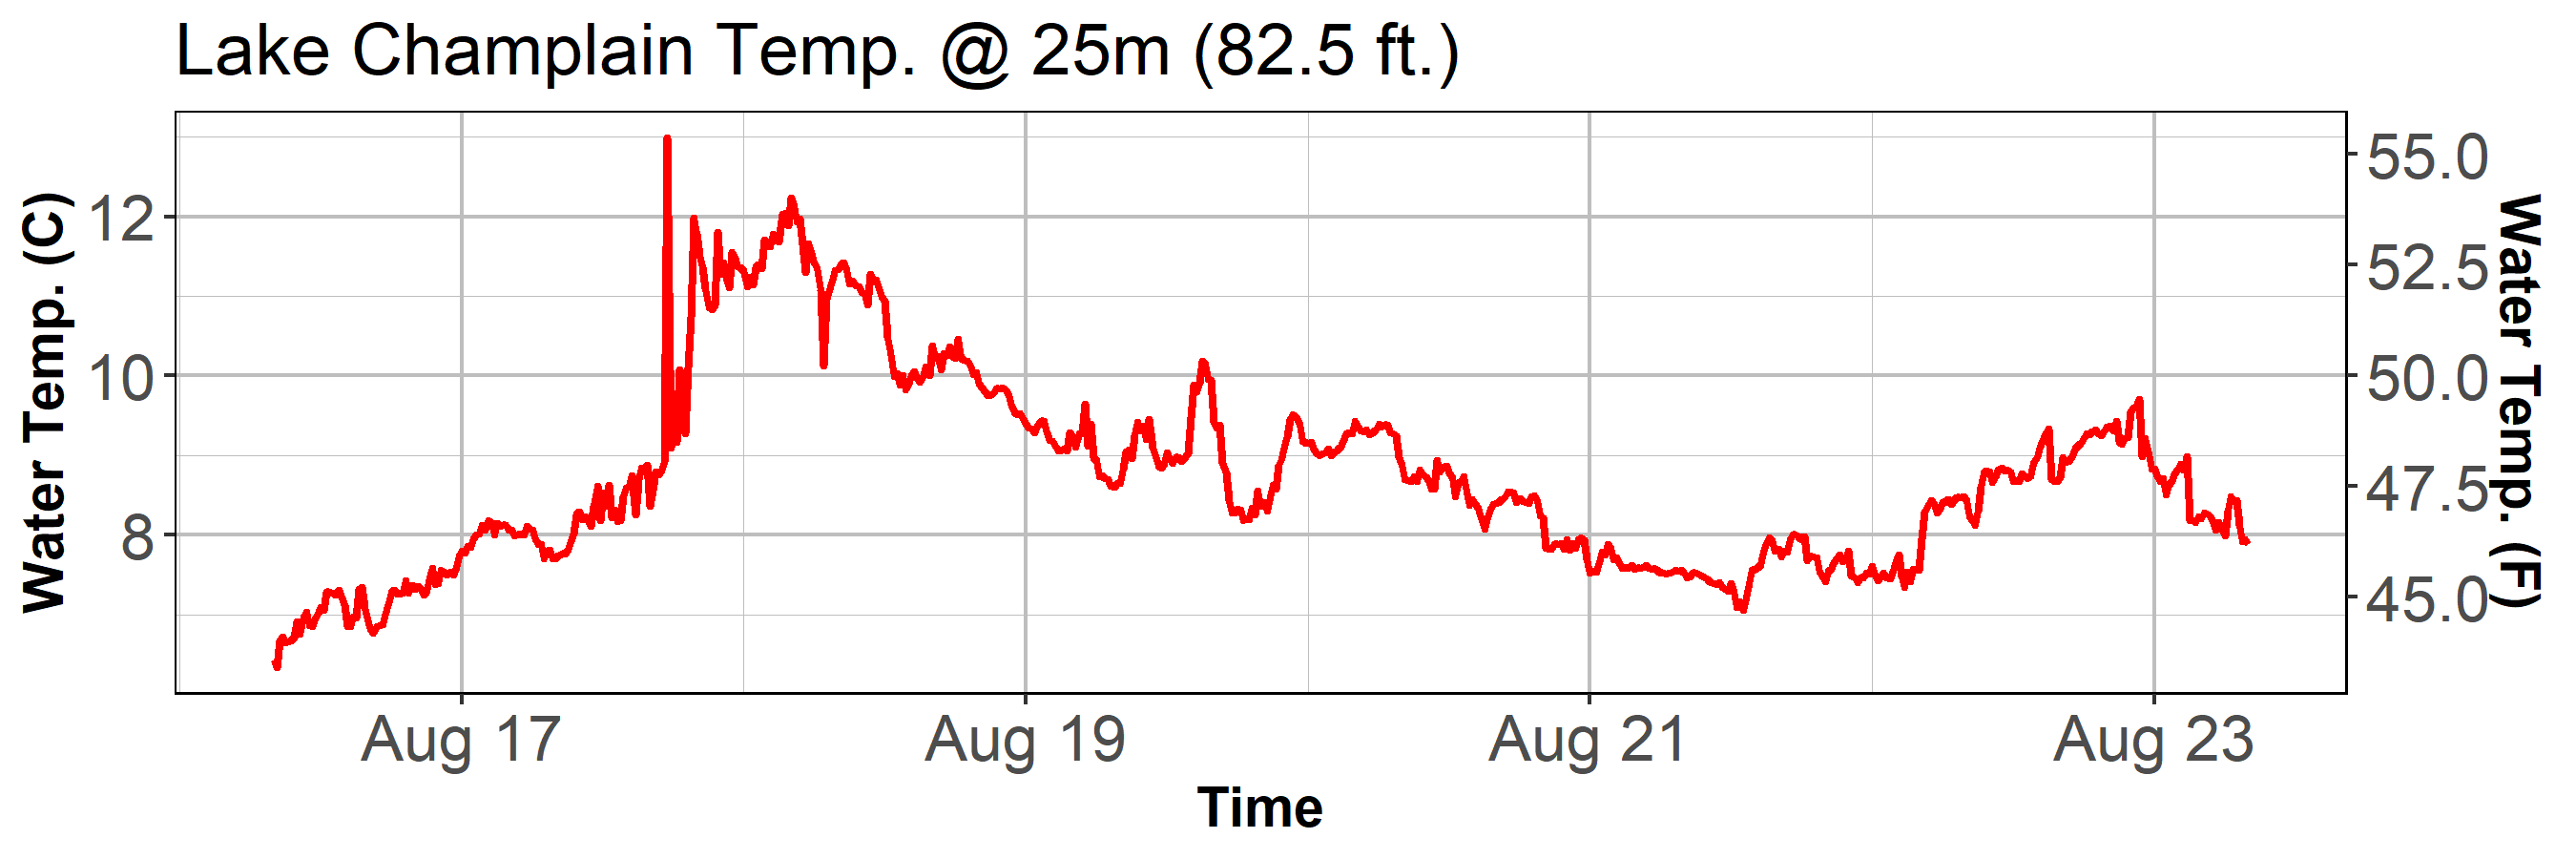 Lake Champlain Temp. @ 25m (82.5 ft.)
Water Temp. (C)
12
10
8
55.0
52.5
50.0
47.5
45.0
Water Temp. (F)
Aug 17
Aug 19
Aug 21
Aug 23
Time